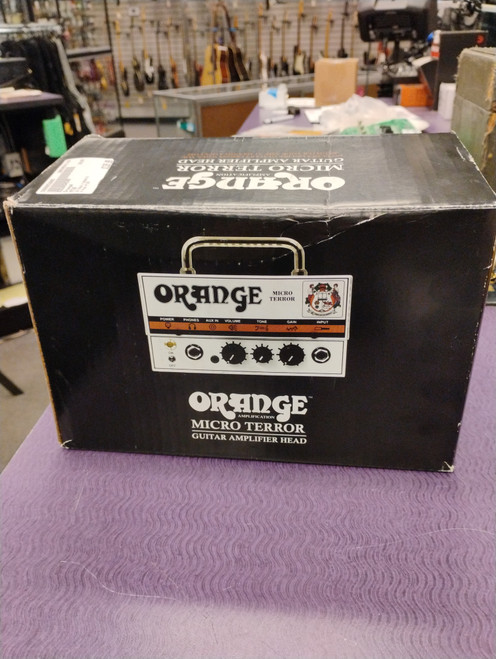 ORANGE
AMPLIFICATION
MICRO TERROR
GUITAR AMPLIFIER HEAD
ORANGE
MICRO
TERROR
POWER PHONES AUX IN VOLUME TONE GAIN INPUT
ORANGE™
AMPLIFICATION
MICRO TERROR
GUITAR AMPLIFIER HEAD